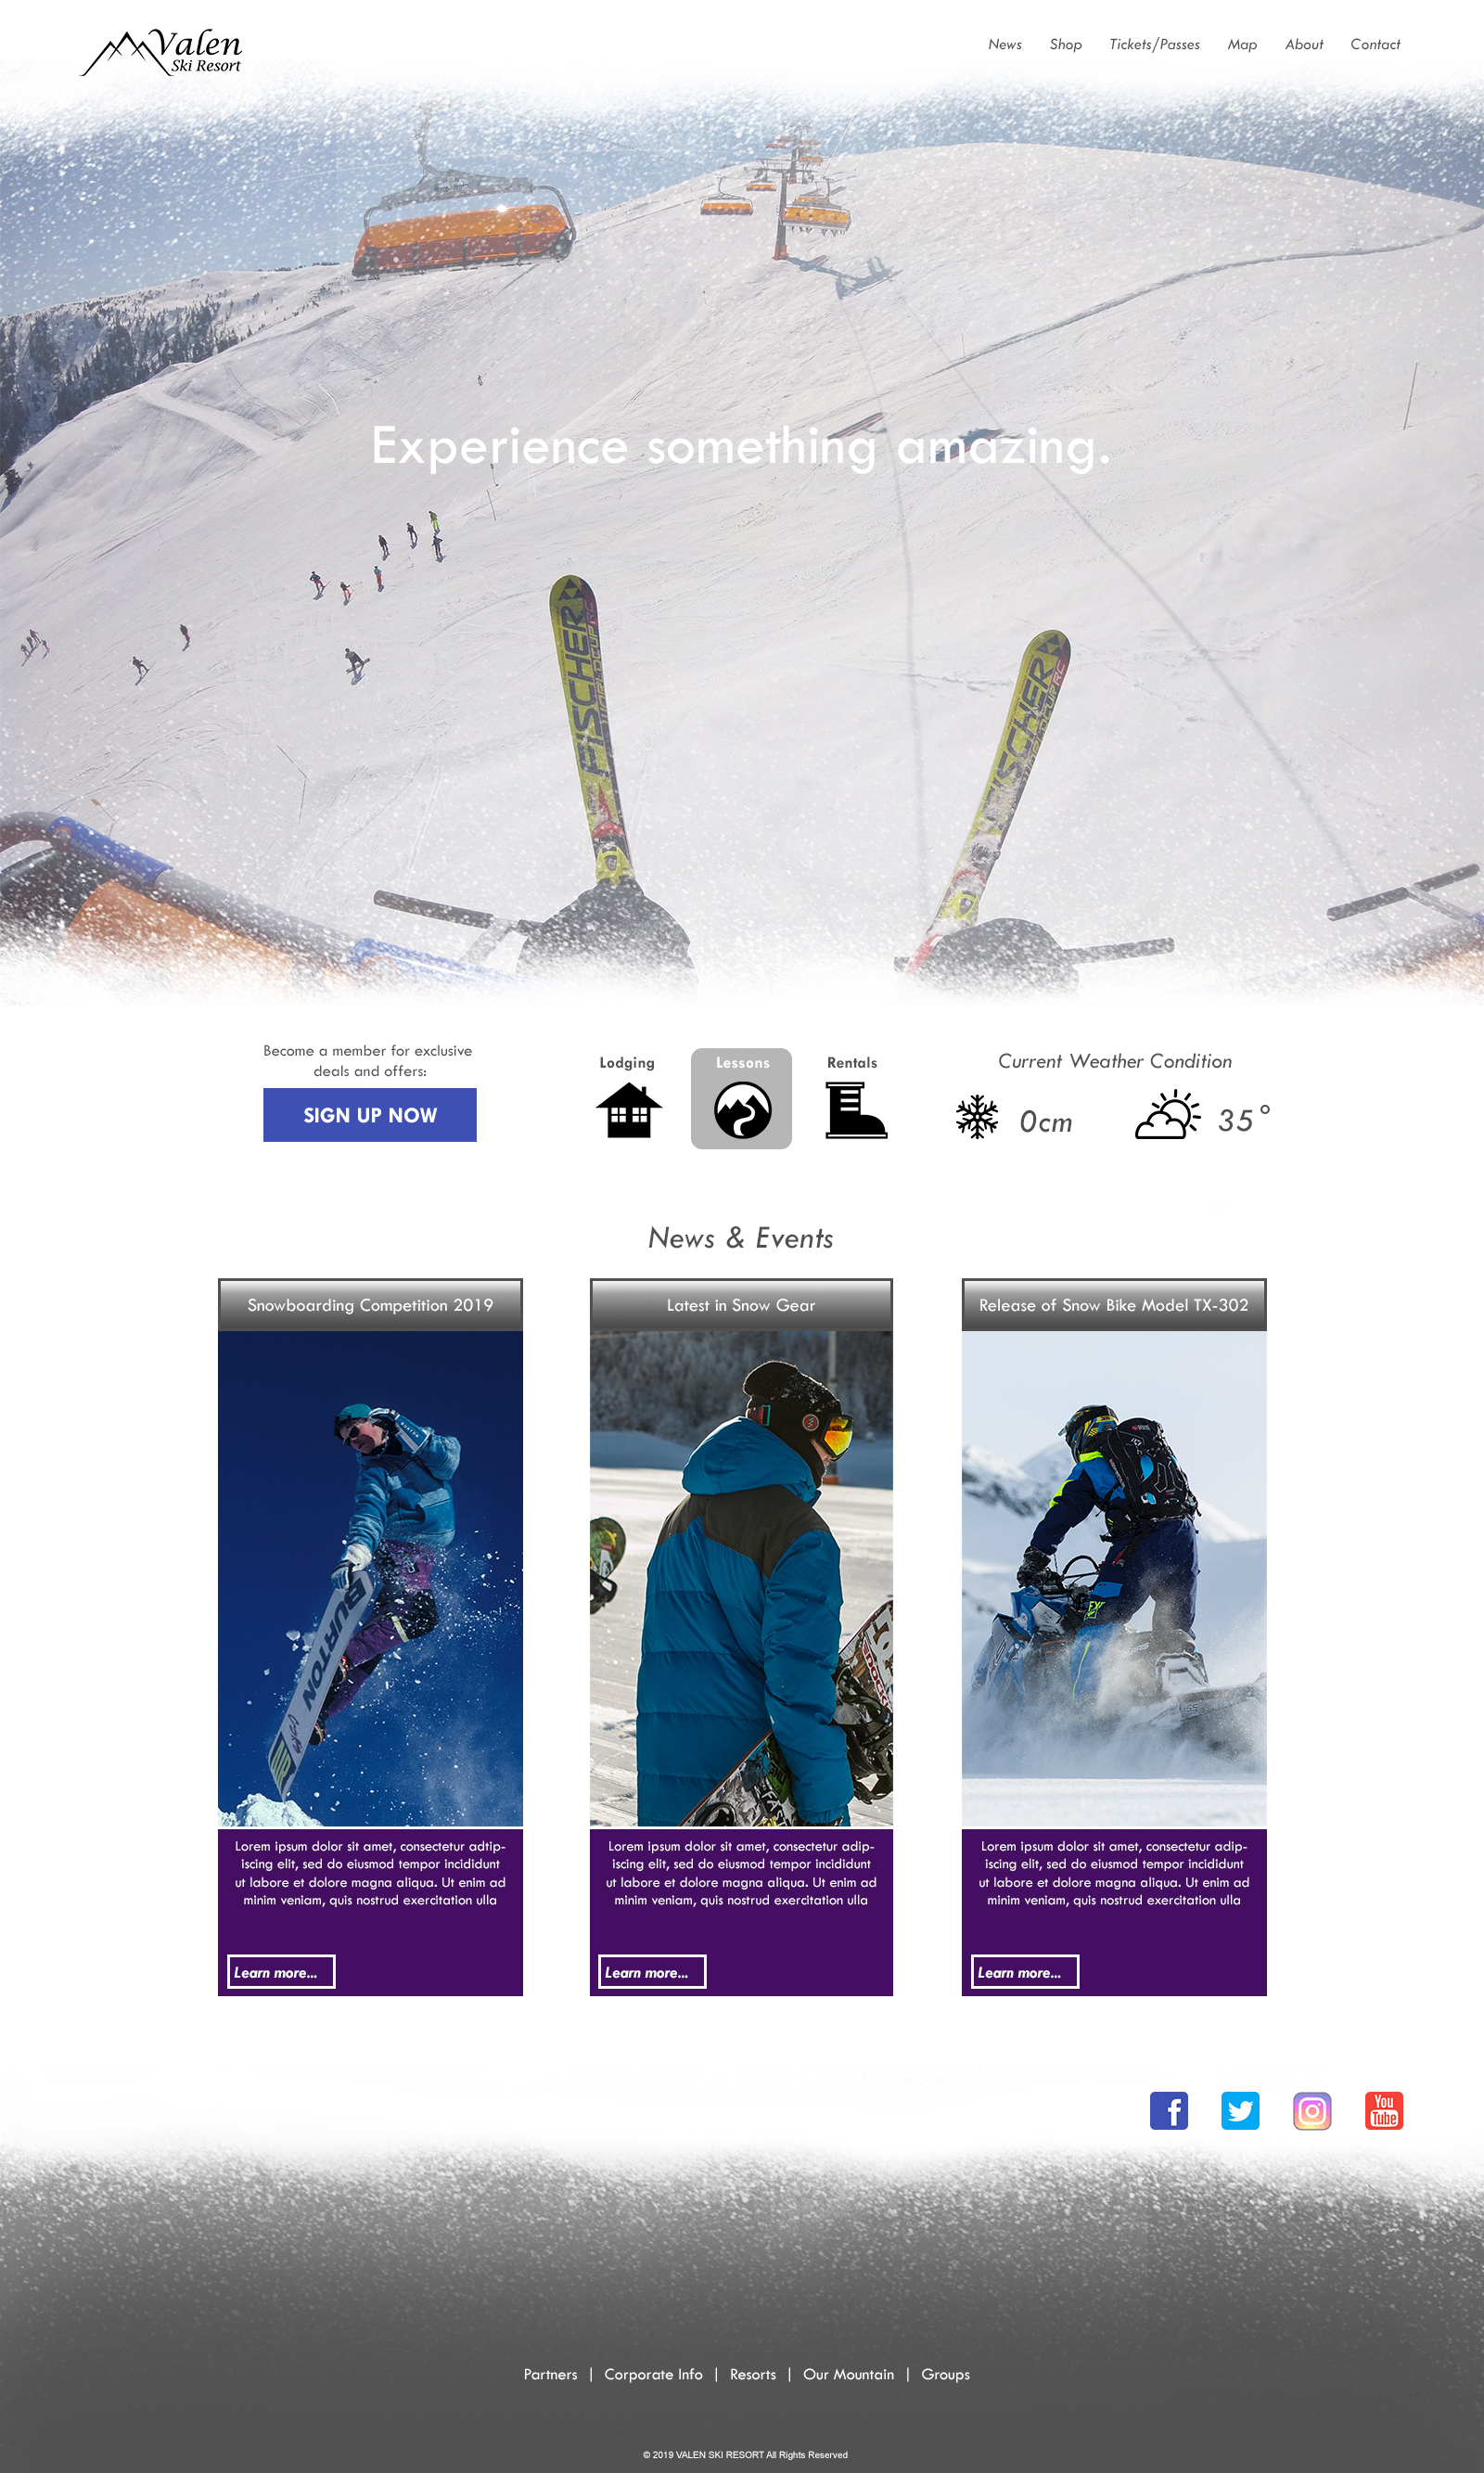 Valen
Ski Resort
News Shop Tickets/Passes Map About Contact
Experience something amazing.
FISCHER
FISCHER
Become a member for exclusive
deals and offers:
SIGN UP NOW
Lodging
Lessons
Rentals
Current Weather Condition
0cm
35°
News & Events
Snowboarding Competition 2019
Latest in Snow Gear
Release of Snow Bike Model TX-302
BURTON
Lorem ipsum dolor sit amet, consectetur adtip-
iscing elit, sed do eiusmod tempor incididunt
ut labore et dolore magna aliqua. Ut enim ad
minim veniam, quis nostrud exercitation ulla
Learn more...
Lorem ipsum dolor sit amet, consectetur adip-
iscing elit, sed do eiusmod tempor incididunt
ut labore et dolore magna aliqua. Ut enim ad
minim veniam, quis nostrud exercitation ulla
Learn more...
Lorem ipsum dolor sit amet, consectetur adip-
iscing elit, sed do eiusmod tempor incididunt
ut labore et dolore magna aliqua. Ut enim ad
minim veniam, quis nostrud exercitation ulla
Learn more...
You
Tube
Partners | Corporate Info | Resorts | Our Mountain | Groups
© 2019 VALEN SKI RESORT All Rights Reserved